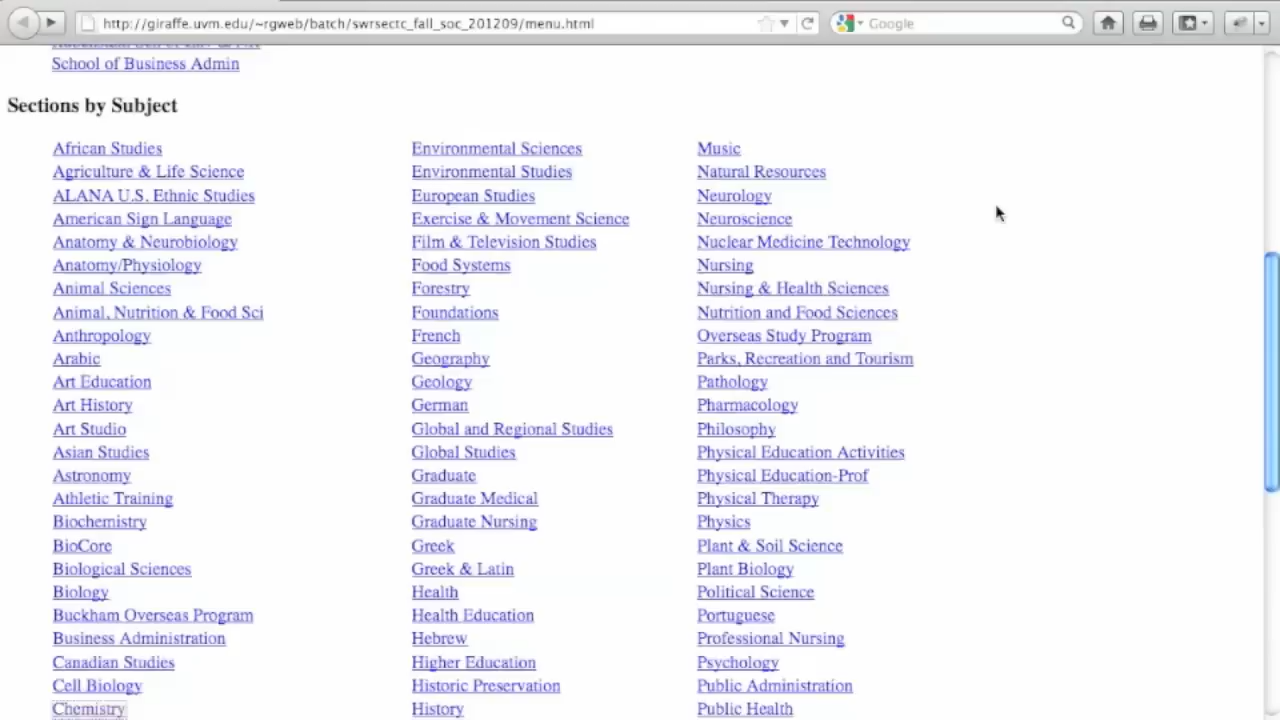 http://giraffe.uvm.edu/~rgweb/batch/swrsectc_fall_soc_201209/menu.html
Google
School of Business Admin
Sections by Subject
African Studies
Agriculture & Life Science
ALANA U.S. Ethnic Studies
American Sign Language
Anatomy & Neurobiology
Anatomy/Physiology
Animal Sciences
Animal, Nutrition & Food Sci
Anthropology
Arabic
Art Education
Art History
Art Studio
Asian Studies
Astronomy
Athletic Training
Biochemistry
BioCore
Biological Sciences
Biology
Buckham Overseas Program
Business Administration
Canadian Studies
Cell Biology
Chemistry
Environmental Sciences
Environmental Studies
European Studies
Exercise & Movement Science
Film & Television Studies
Food Systems
Forestry
Foundations
French
Geography
Geology
German
Global and Regional Studies
Global Studies
Graduate
Graduate Medical
Graduate Nursing
Greek
Greek & Latin
Health
Health Education
Hebrew
Higher Education
Historic Preservation
History
Music
Natural Resources
Neurology
Neuroscience
Nuclear Medicine Technology
Nursing
Nursing & Health Sciences
Nutrition and Food Sciences
Overseas Study Program
Parks, Recreation and Tourism
Pathology
Pharmacology
Philosophy
Physical Education Activities
Physical Education-Prof
Physical Therapy
Physics
Plant & Soil Science
Plant Biology
Political Science
Portuguese
Professional Nursing
Psychology
Public Administration
Public Health